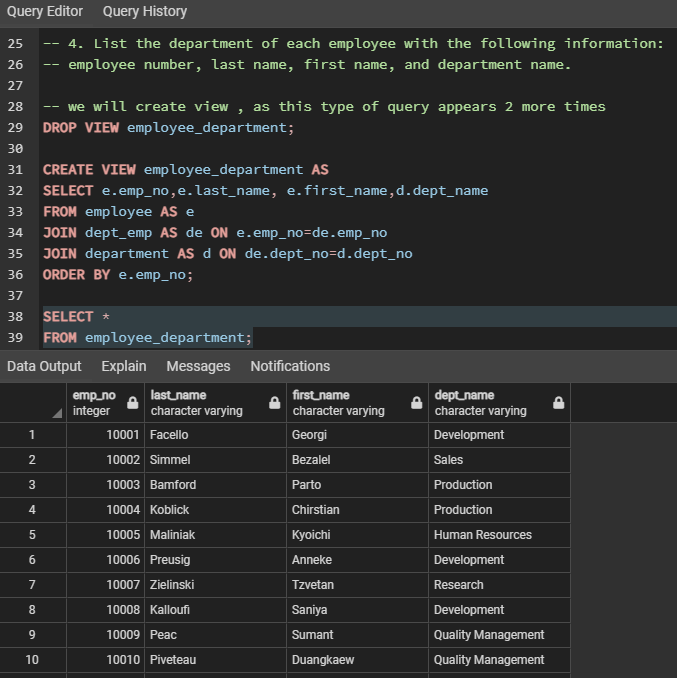 Query Editor Query History
25 -- 4. List the department of each employee with the following information:
26 -- employee number, last name, first name, and department name.
27
28 -- we will create view , as this type of query appears 2 more times
29 DROP VIEW employee_department;
30
31 CREATE VIEW employee_department AS
32 SELECT e.emp_no,e.last_name, e.first_name,d.dept_name
33 FROM employee AS e
34 JOIN dept_emp AS de ON e.emp_no=de.emp_no
35 JOIN department AS d ON de.dept_no=d.dept_no
36 ORDER BY e.emp_no;
37
38 SELECT *
39 FROM employee_department;
Data Output Explain Messages Notifications
emp_no last_name first_name dept_name
integer character varying character varying character varying
1 10001 Facello Georgi Development
2 10002 Simmel Bezalel Sales
3 10003 Bamford Parto Production
4 10004 Koblick Chirstian Production
5 10005 Maliniak Kyoichi Human Resources
6 10006 Preusig Anneke Development
7 10007 Zielinski Tzvetan Research
8 10008 Kalloufi Saniya Development
9 10009 Peac Sumant Quality Management
10 10010 Piveteau Duangkaew Quality Management